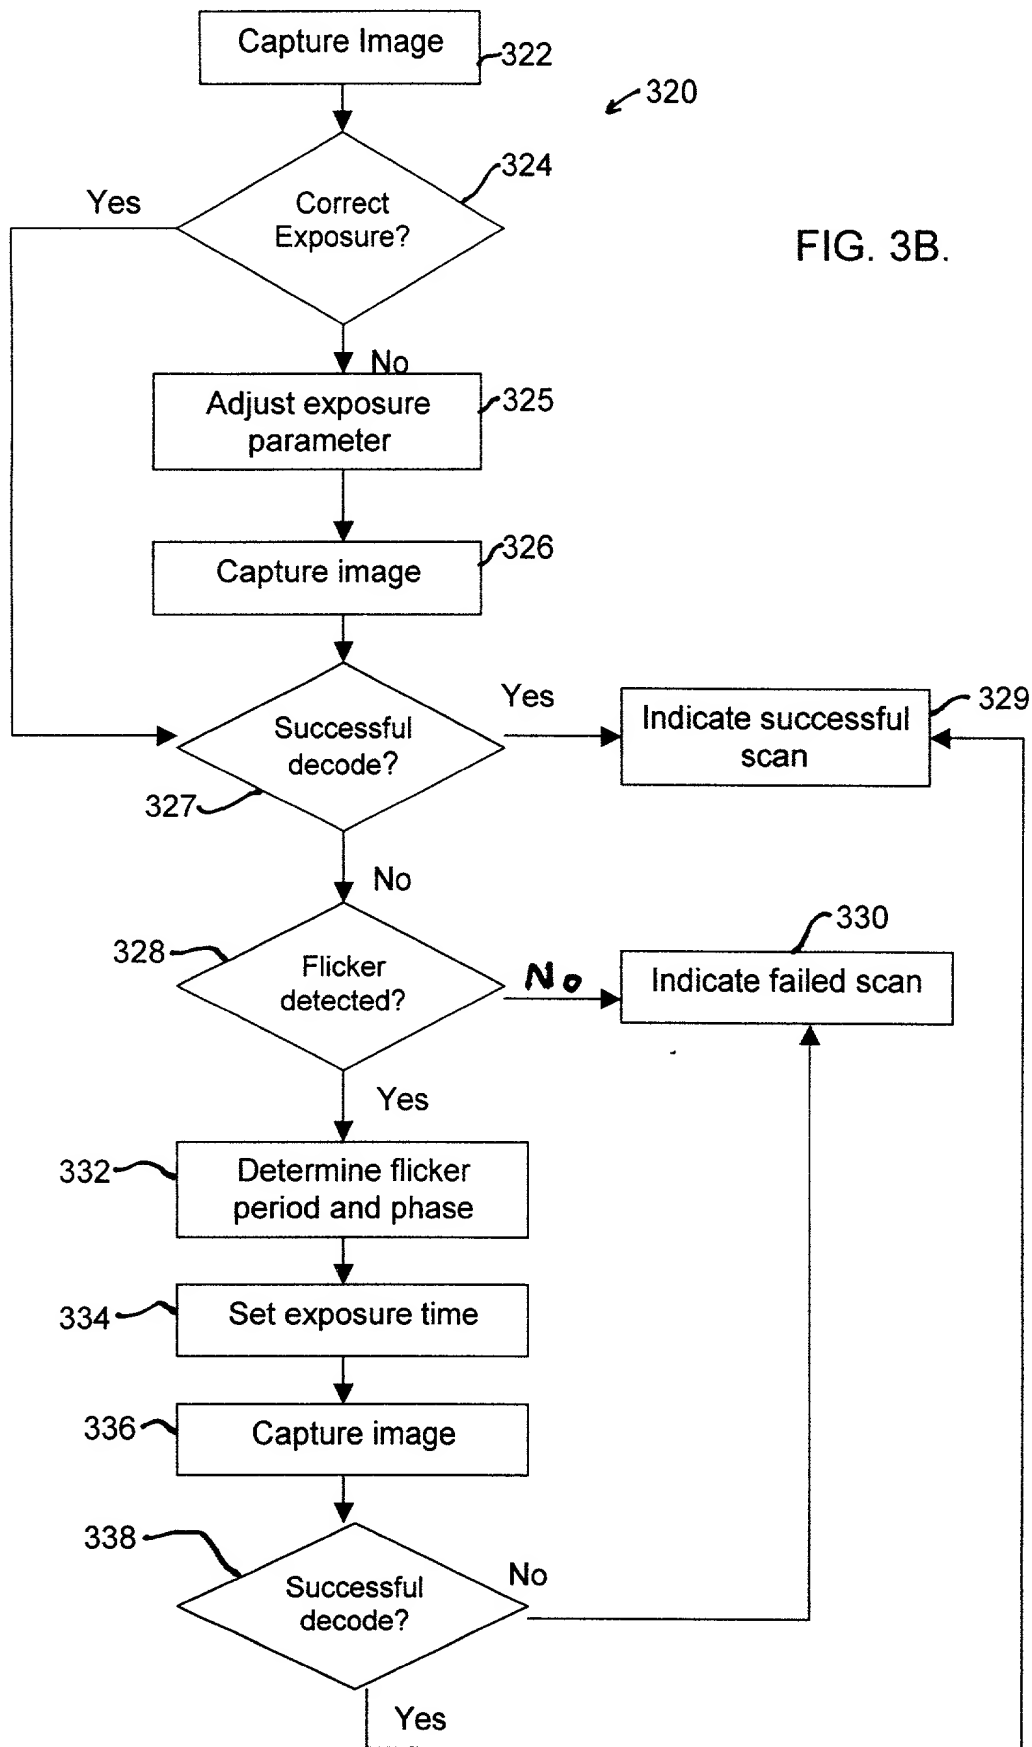 Capture Image
322
320
324
Yes
Correct
Exposure?
FIG. 3B.
No
Adjust exposure
parameter
325
326
Capture image
Yes
329
Indicate successful
scan
Successful
decode?
327
No
330
328
Flicker
detected?
No
Indicate failed scan
Yes
332
Determine flicker
period and phase
334
Set exposure time
336
Capture image
338
No
Successful
decode?
Yes